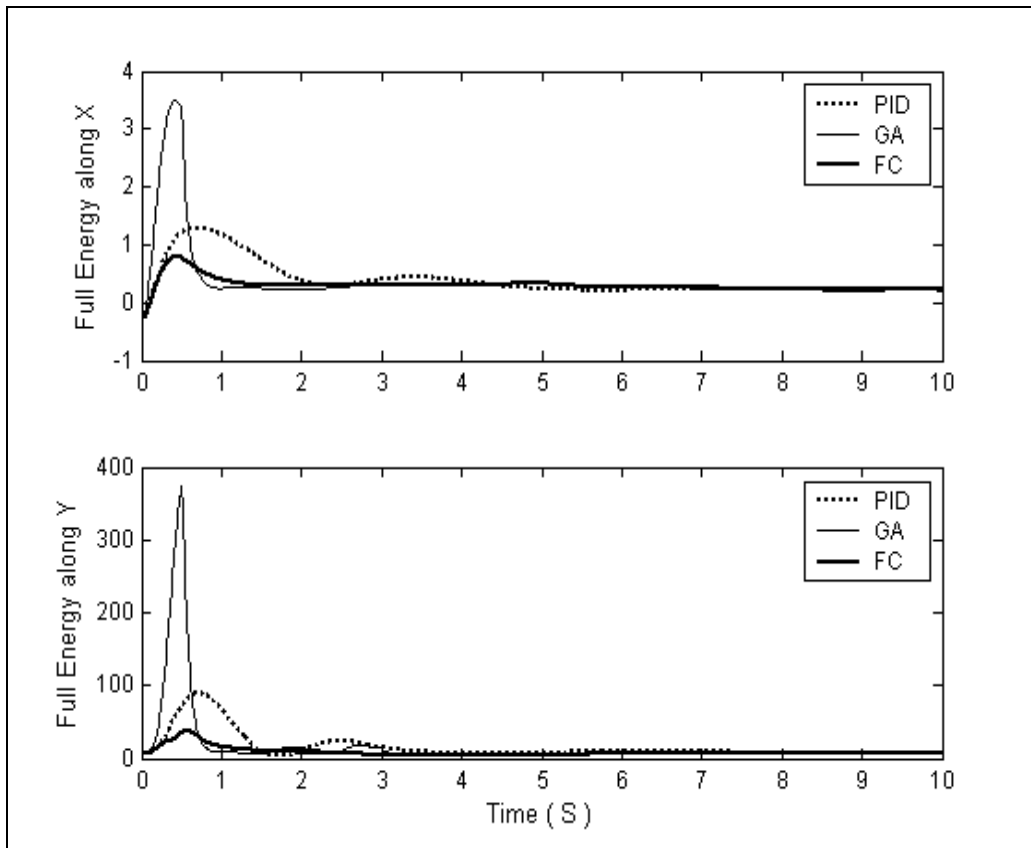 Full Energy along X
4
3
2
1
0
-1
PID
GA
FC
0 1 2 3 4 5 6 7 8 9 10
Full Energy along Y
400
300
200
100
0
PID
GA
FC
0 1 2 3 4 5 6 7 8 9 10
Time ( S )